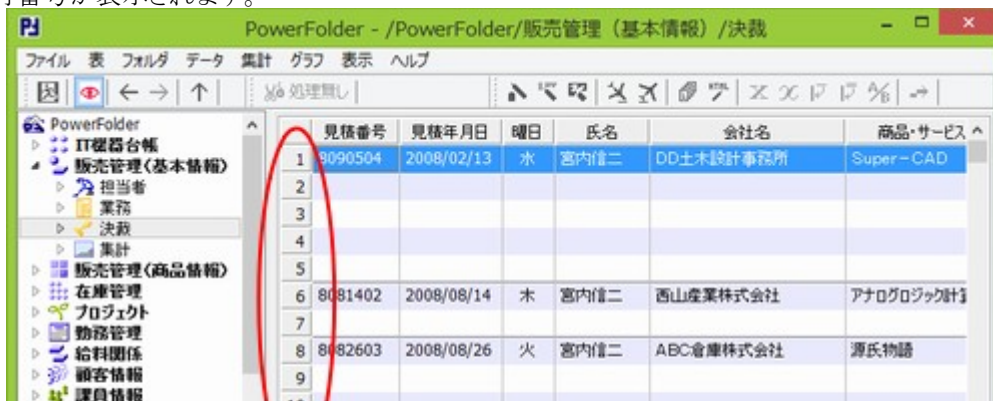 番号が表示されます。
PowerFolder - /PowerFolder/販売管理（基本情報）/決裁
ファイル 表 フォルダ データ 集計 グラフ 表示 ヘルプ
処理無し
PowerFolder
IT機器台帳
販売管理(基本情報)
担当者
業務
決裁
集計
販売管理(商品情報)
在庫管理
プロジェクト
勤務管理
給料関係
顧客情報
課員情報
見積番号 見積年月日 曜日 氏名 会社名 商品・サービス
1 8090504 2008/02/13 水 宮内信二 DD土木設計事務所 Super-CAD
2
3
4
5
6 8081402 2008/08/14 木 宮内信二 西山産業株式会社 アナログロジック計
7
8 8082603 2008/08/26 火 宮内信二 ABC倉庫株式会社 源氏物語
9